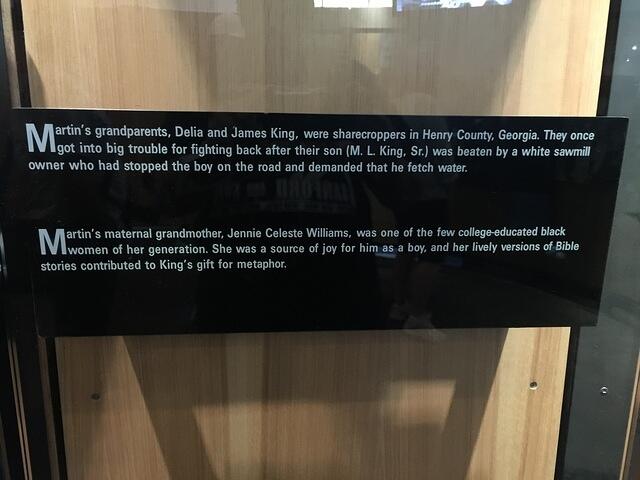 Martin's grandparents, Delia and James King, were sharecroppers in Henry County, Georgia. They once
got into big trouble for fighting back after their son (M. L. King, Sr.) was beaten by a white sawmill
owner who had stopped the boy on the road and demanded that he fetch water.
Martin's maternal grandmother, Jennie Celeste Williams, was one of the few college-educated black
women of her generation. She was a source of joy for him as a boy, and her lively versions of Bible
stories contributed to King's gift for metaphor.